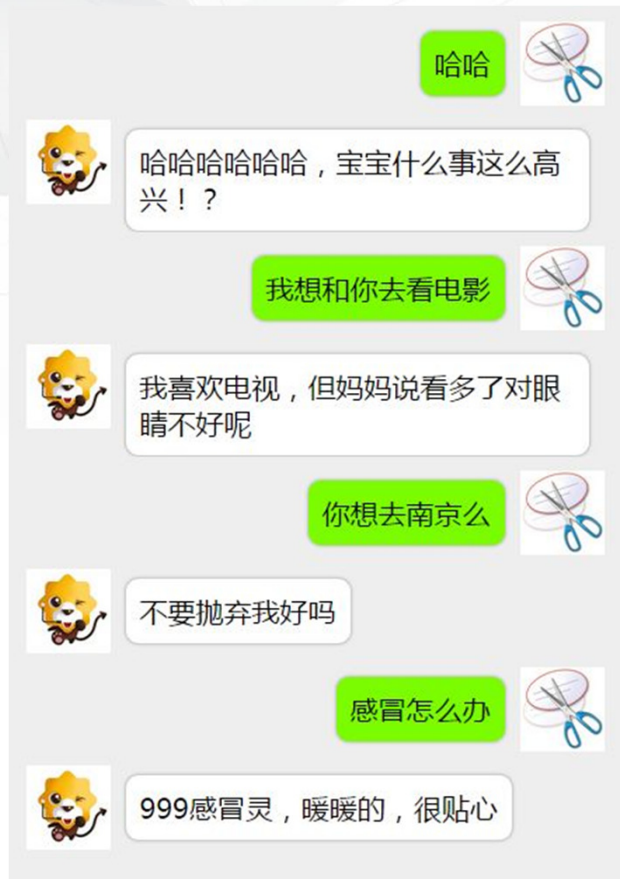 哈哈
哈哈哈哈哈哈，宝宝什么事这么高
兴！？
我想和你去看电影
我喜欢电视，但妈妈说看多了对眼
睛不好呢
你想去南京么
不要抛弃我好吗
感冒怎么办
999感冒灵，暖暖的，很贴心